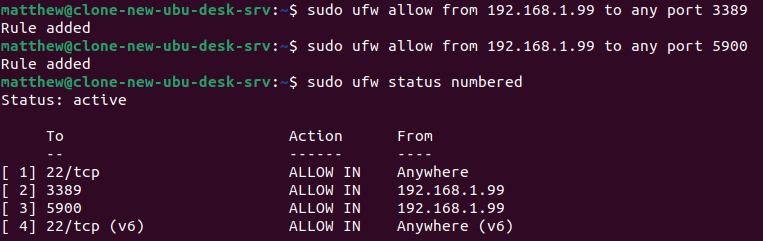 matthew@clone-new-ubu-desk-srv:~$ sudo ufw allow from 192.168.1.99 to any port 3389
Rule added
matthew@clone-new-ubu-desk-srv:~$ sudo ufw allow from 192.168.1.99 to any port 5900
Rule added
matthew@clone-new-ubu-desk-srv:~$ sudo ufw status numbered
Status: active

     To                         Action      From
     --                         ------      ----
[ 1] 22/tcp                     ALLOW IN    Anywhere
[ 2] 3389                       ALLOW IN    192.168.1.99
[ 3] 5900                       ALLOW IN    192.168.1.99
[ 4] 22/tcp (v6)                ALLOW IN    Anywhere (v6)